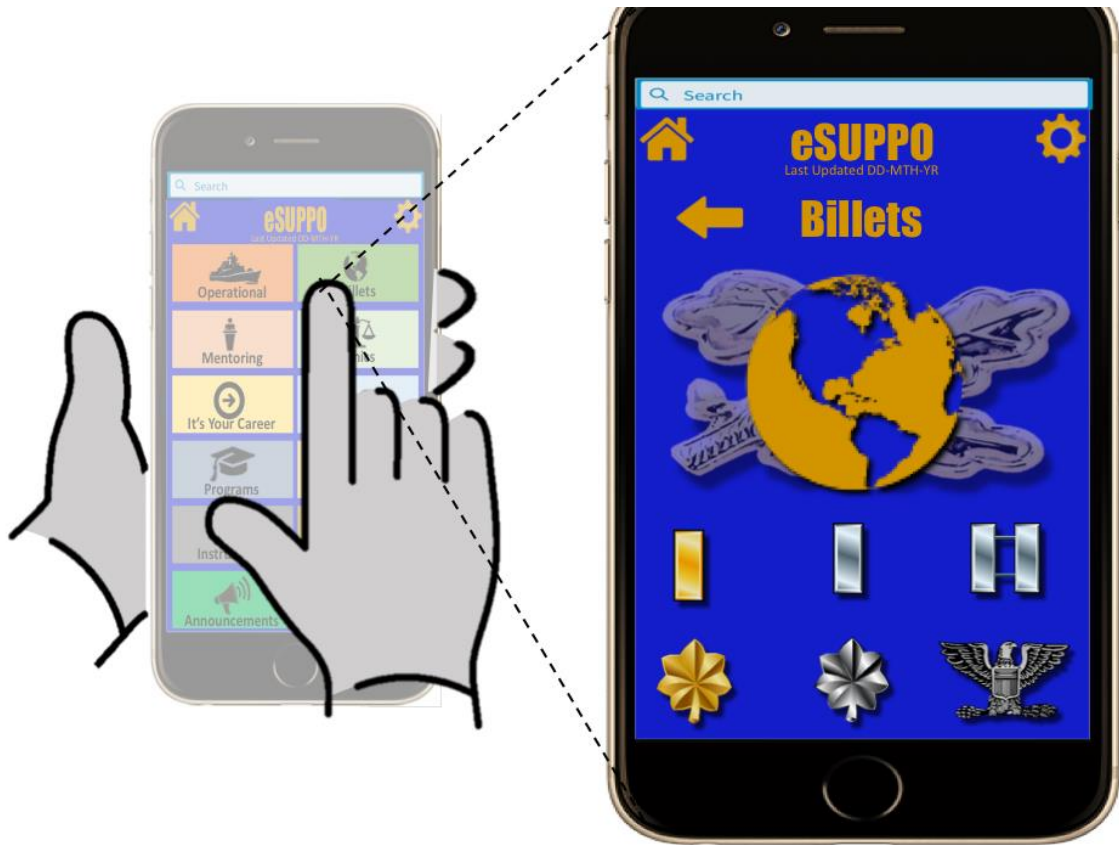 Search
eSUPPO
Last Updated DD-MTH-YR
Operational
Mentoring
It's Your Career
Programs
Announcements
Search
eSUPPO
Last Updated DD-MTH-YR
Billets